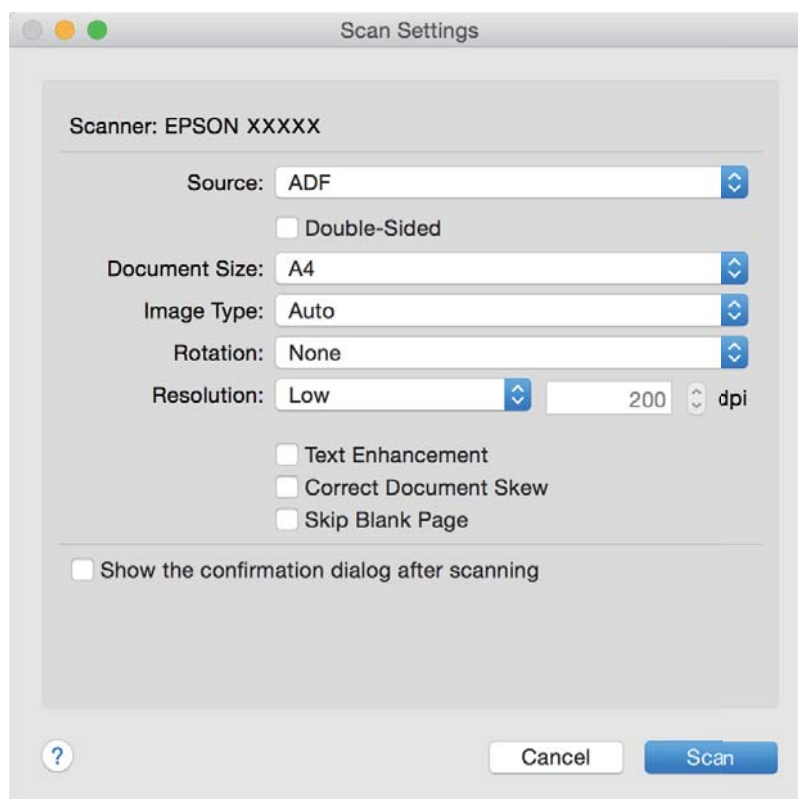 Scan Settings
Scanner: EPSON XXXXX
Source: ADF
Double-Sided
Document Size: A4
Image Type: Auto
Rotation: None
Resolution: Low 200 dpi
Text Enhancement
Correct Document Skew
Skip Blank Page
Show the confirmation dialog after scanning
? Cancel Scan